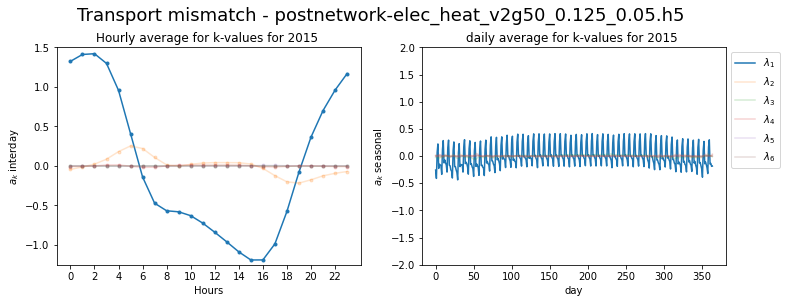 Transport mismatch - postnetwork-elec_heat_v2g50_0.125_0.05.h5
Hourly average for k-values for 2015
1.5
1.0
0.5
0.0
−0.5
−1.0
a_k interday
0 2 4 6 8 10 12 14 16 18 20 22
Hours
daily average for k-values for 2015
2.0
1.5
1.0
0.5
0.0
−0.5
−1.0
−1.5
−2.0
a_k seasonal
0 50 100 150 200 250 300 350
day
λ₁
λ₂
λ₃
λ₄
λ₅
λ₆